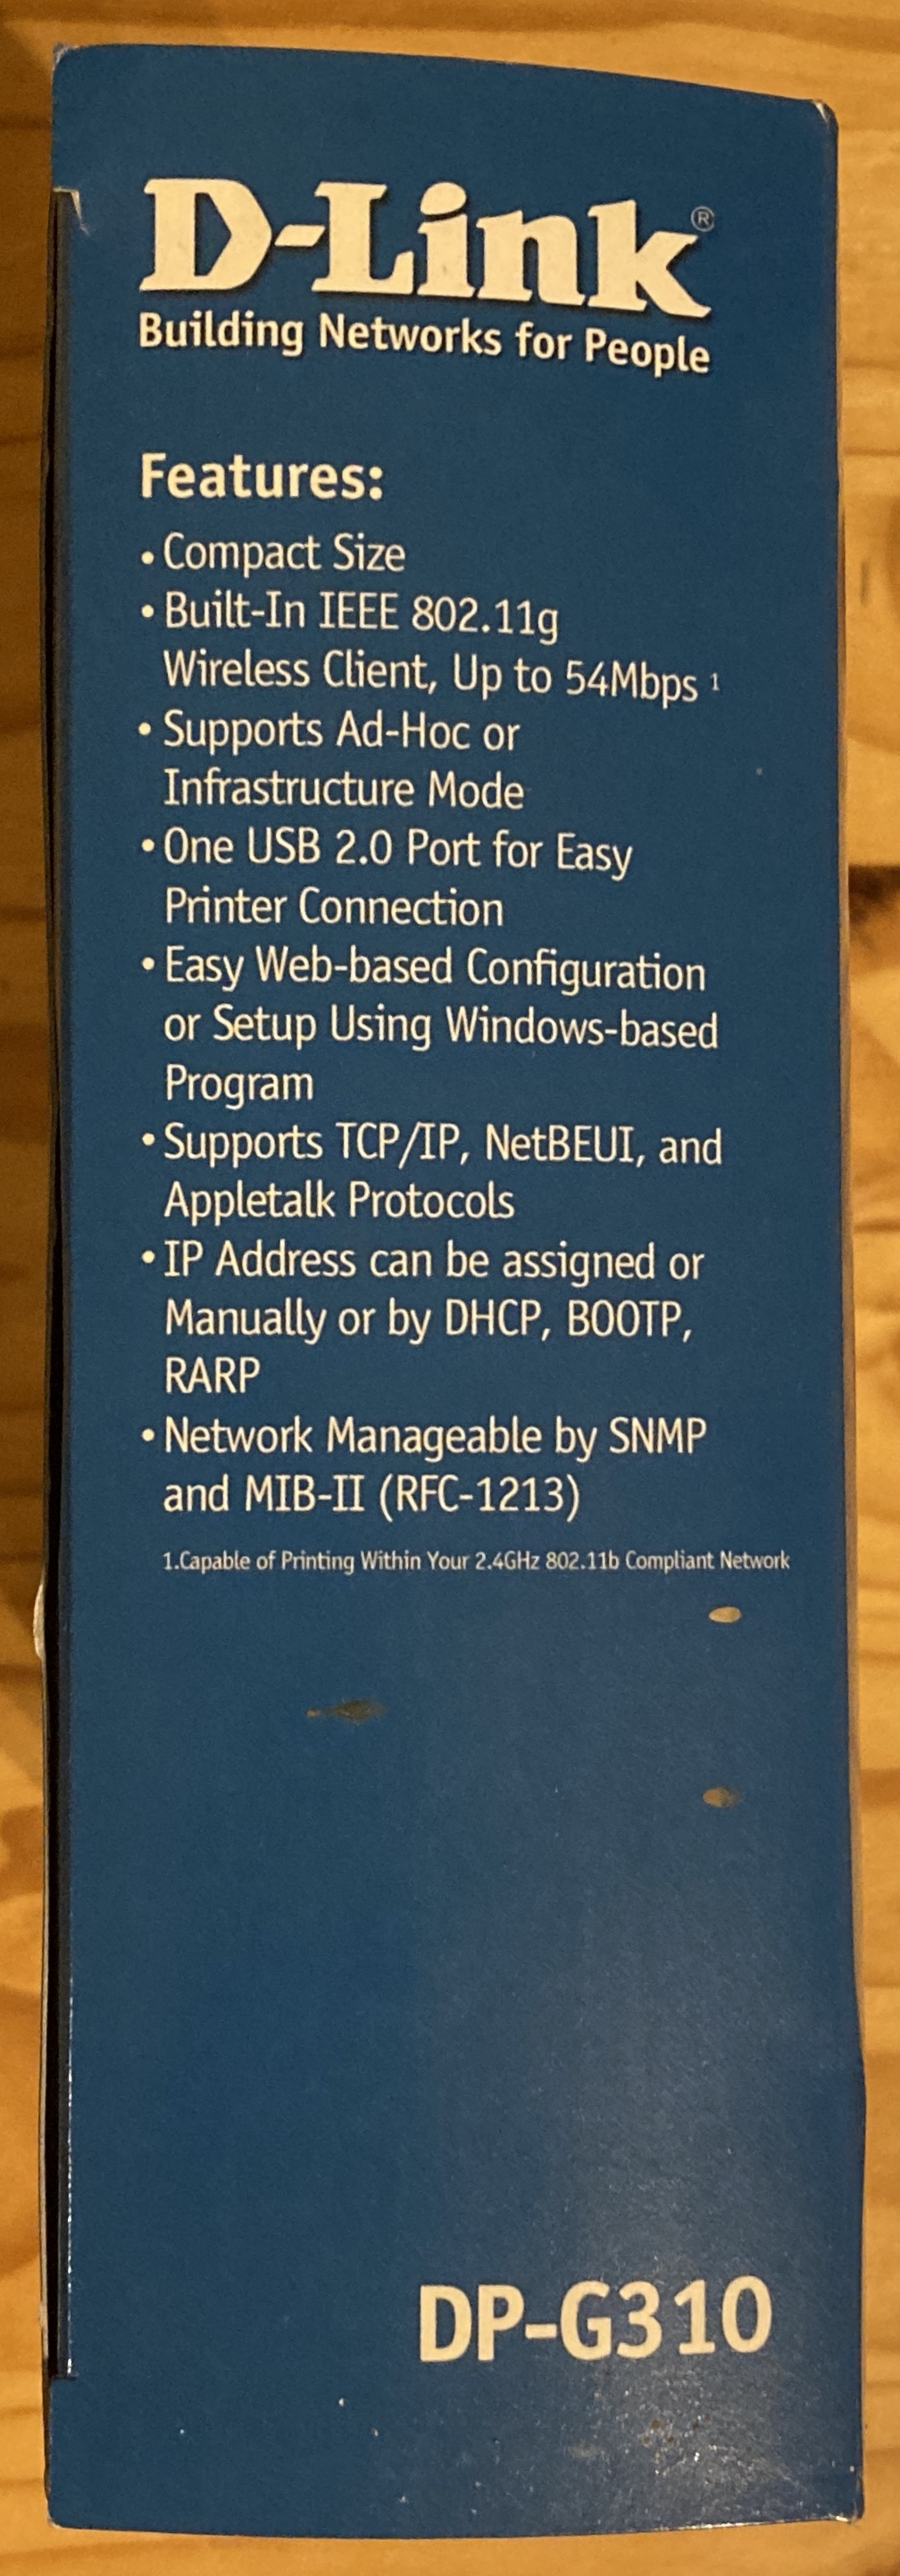 D-Link®
Building Networks for People
Features:
• Compact Size
• Built-In IEEE 802.11g
Wireless Client, Up to 54Mbps ¹
• Supports Ad-Hoc or
Infrastructure Mode
• One USB 2.0 Port for Easy
Printer Connection
• Easy Web-based Configuration
or Setup Using Windows-based
Program
• Supports TCP/IP, NetBEUI, and
Appletalk Protocols
• IP Address can be assigned or
Manually or by DHCP, BOOTP,
RARP
• Network Manageable by SNMP
and MIB-II (RFC-1213)
1.Capable of Printing Within Your 2.4GHz 802.11b Compliant Network
DP-G310